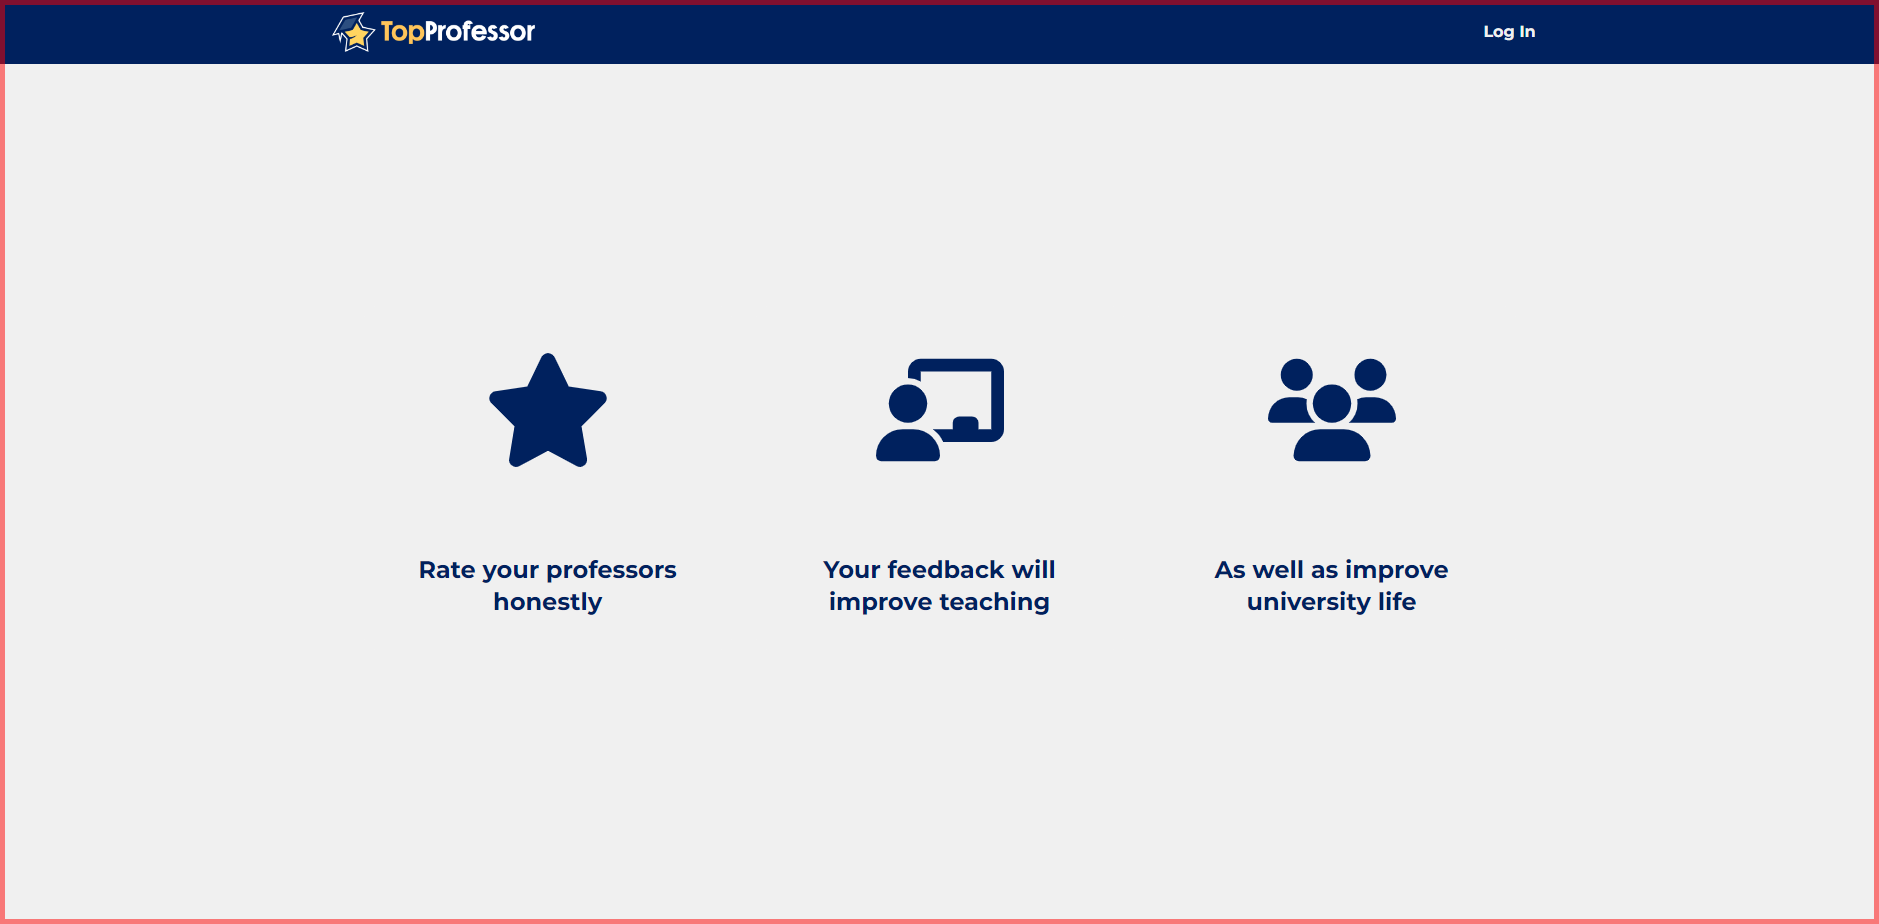 TopProfessor
Log In
Rate your professors
honestly
Your feedback will
improve teaching
As well as improve
university life